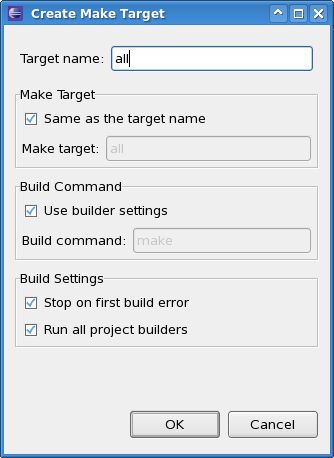 Create Make Target
Target name: all
Make Target
Same as the target name
Make target: all
Build Command
Use builder settings
Build command: make
Build Settings
Stop on first build error
Run all project builders
OK Cancel